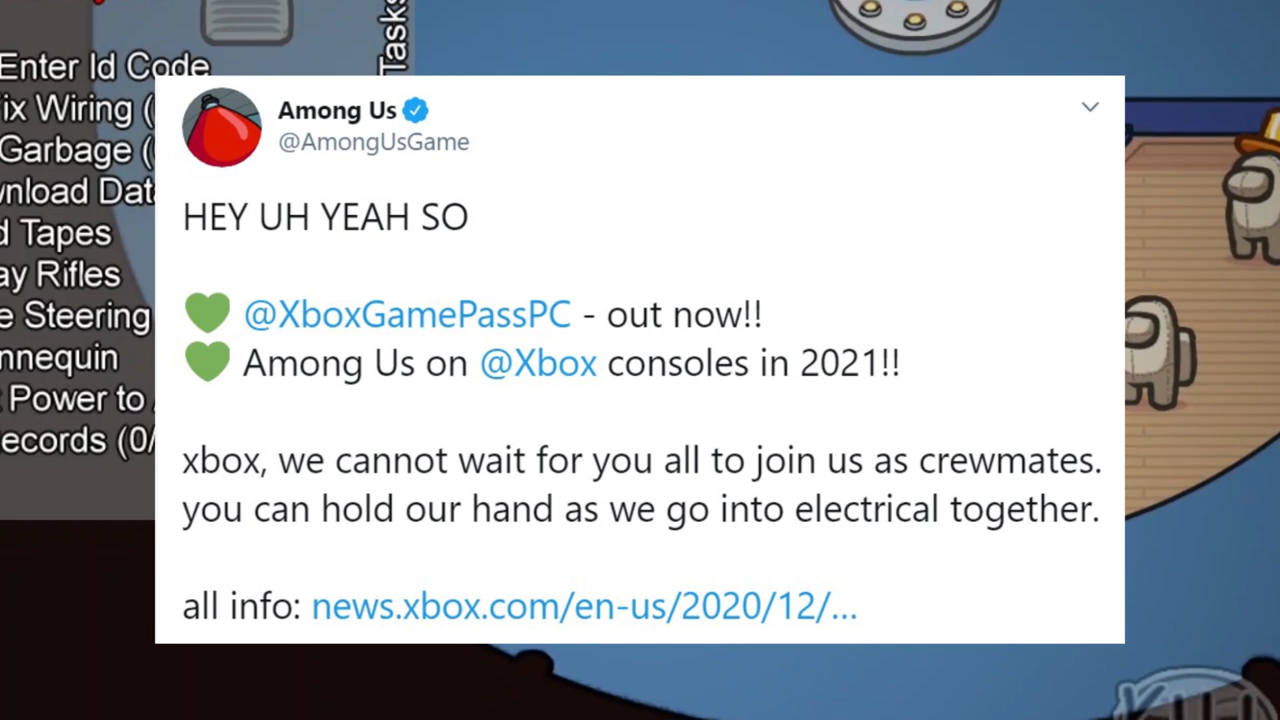 Tasks
Enter Id Code
ix Wiring (
Garbage (
wnload Dat
d Tapes
ay Rifles
e Steering
nnequin
Power to
ecords (0/
Among Us
@AmongUsGame
HEY UH YEAH SO
💚 @XboxGamePassPC - out now!!
💚 Among Us on @Xbox consoles in 2021!!
xbox, we cannot wait for you all to join us as crewmates.
you can hold our hand as we go into electrical together.
all info: news.xbox.com/en-us/2020/12/...